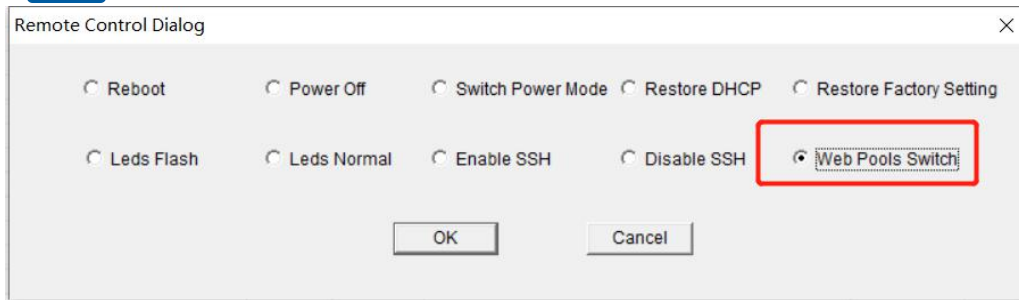 Remote Control Dialog
Reboot Power Off Switch Power Mode Restore DHCP Restore Factory Setting
Leds Flash Leds Normal Enable SSH Disable SSH Web Pools Switch
OK Cancel